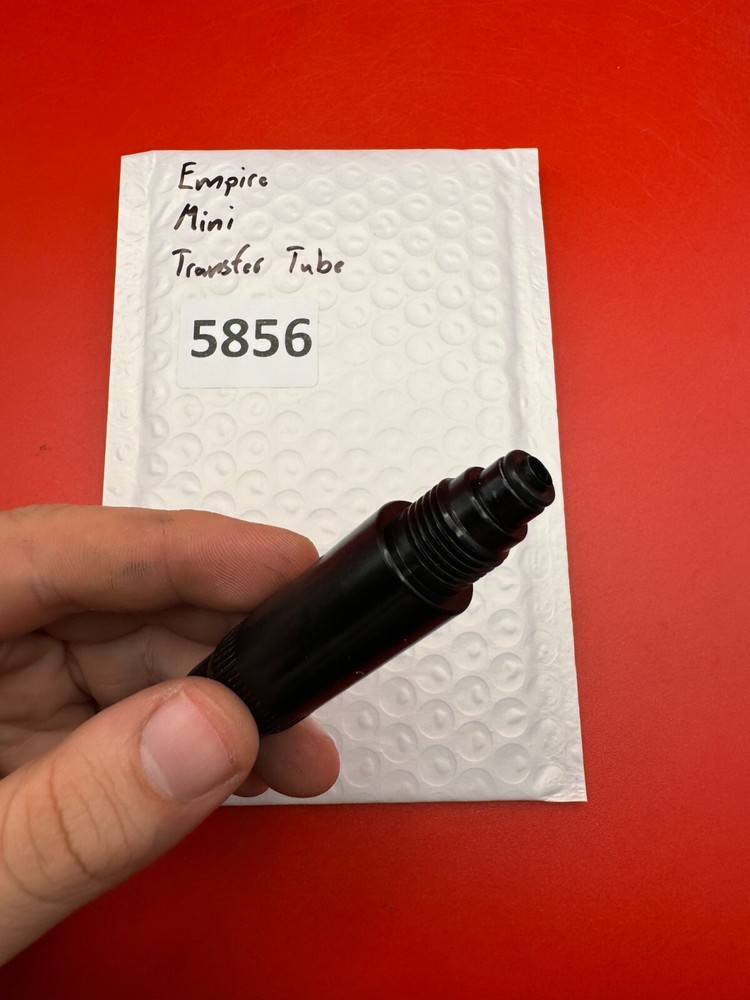 Empire
Mini
Transfer Tube
5856